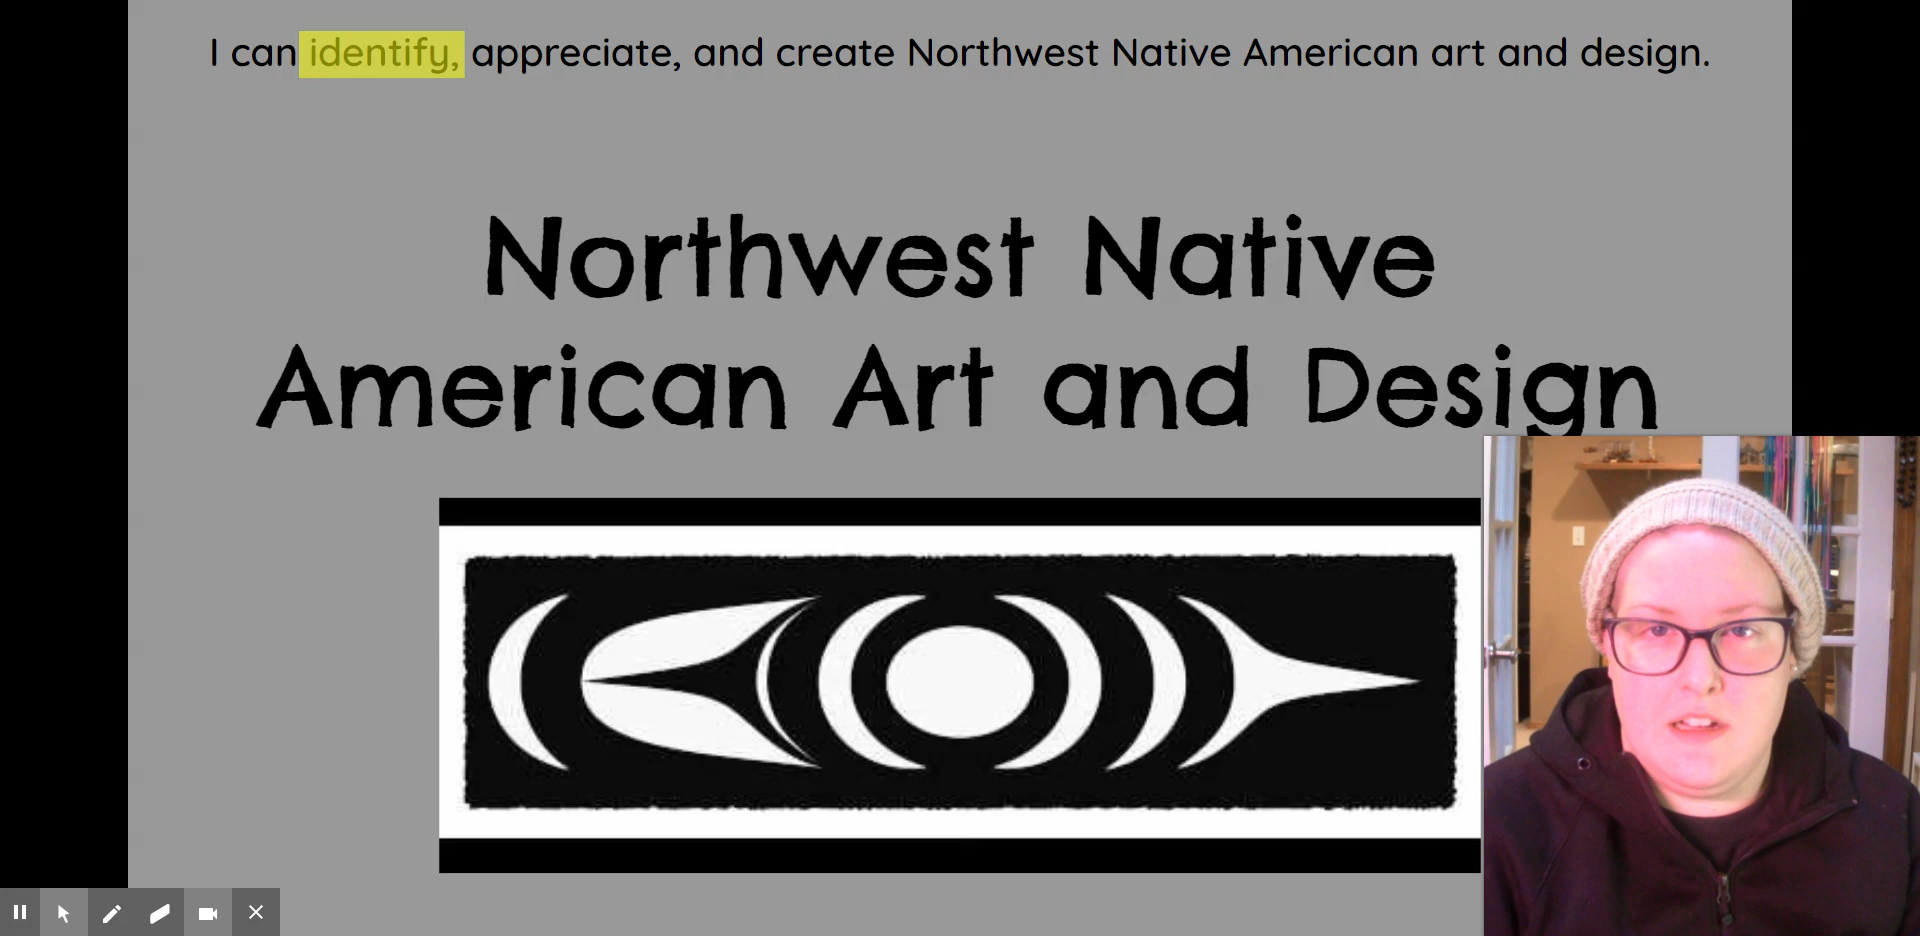 I can identify, appreciate, and create Northwest Native American art and design.
Northwest Native
American Art and Design